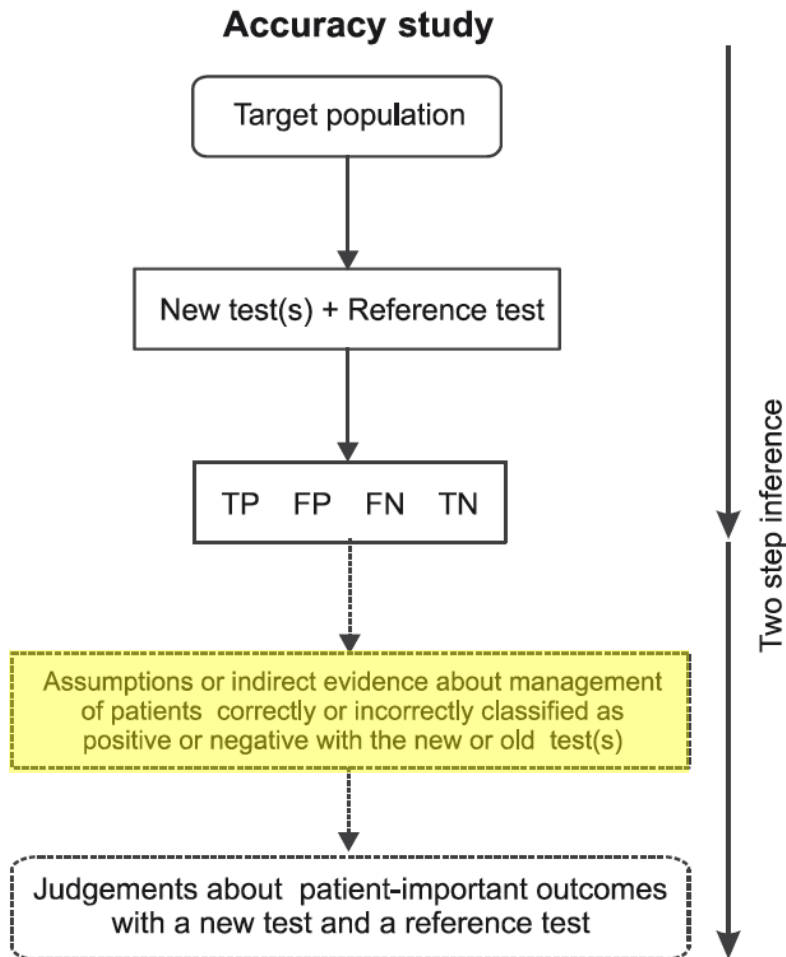 Accuracy study
Target population
New test(s) + Reference test
TP FP FN TN
Assumptions or indirect evidence about management
of patients correctly or incorrectly classified as
positive or negative with the new or old test(s)
Judgements about patient-important outcomes
with a new test and a reference test
Two step inference